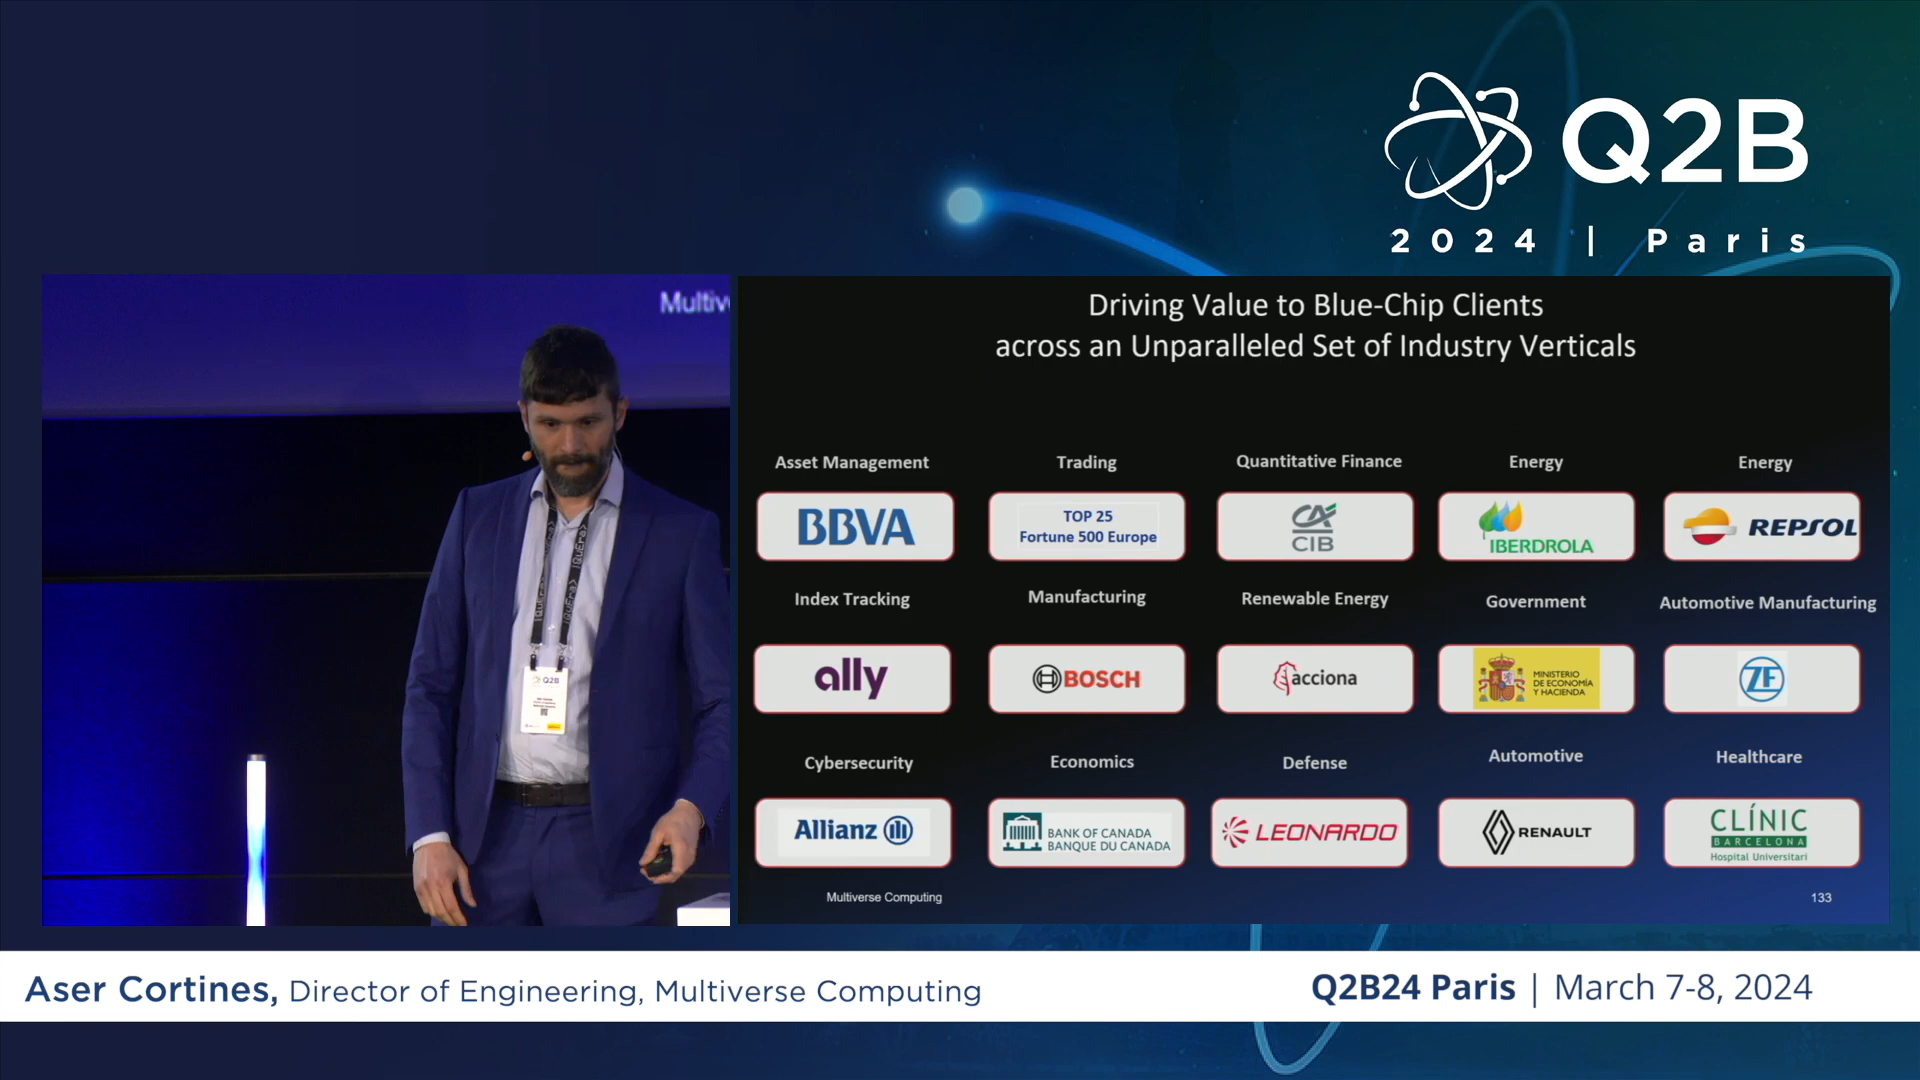 Q2B
2024 | Paris
Multiv
Q2B
Driving Value to Blue-Chip Clients
across an Unparalleled Set of Industry Verticals
Asset Management
Trading
Quantitative Finance
Energy
Energy
BBVA
TOP 25
Fortune 500 Europe
CA
CIB
IBERDROLA
REPSOL
Index Tracking
Manufacturing
Renewable Energy
Government
Automotive Manufacturing
ally
BOSCH
acciona
MINISTERIO
DE ECONOMÍA
Y HACIENDA
ZF
Cybersecurity
Economics
Defense
Automotive
Healthcare
Allianz
BANK OF CANADA
BANQUE DU CANADA
LEONARDO
RENAULT
CLÍNIC
BARCELONA
Hospital Universitari
Multiverse Computing
133
Aser Cortines, Director of Engineering, Multiverse Computing
Q2B24 Paris | March 7-8, 2024